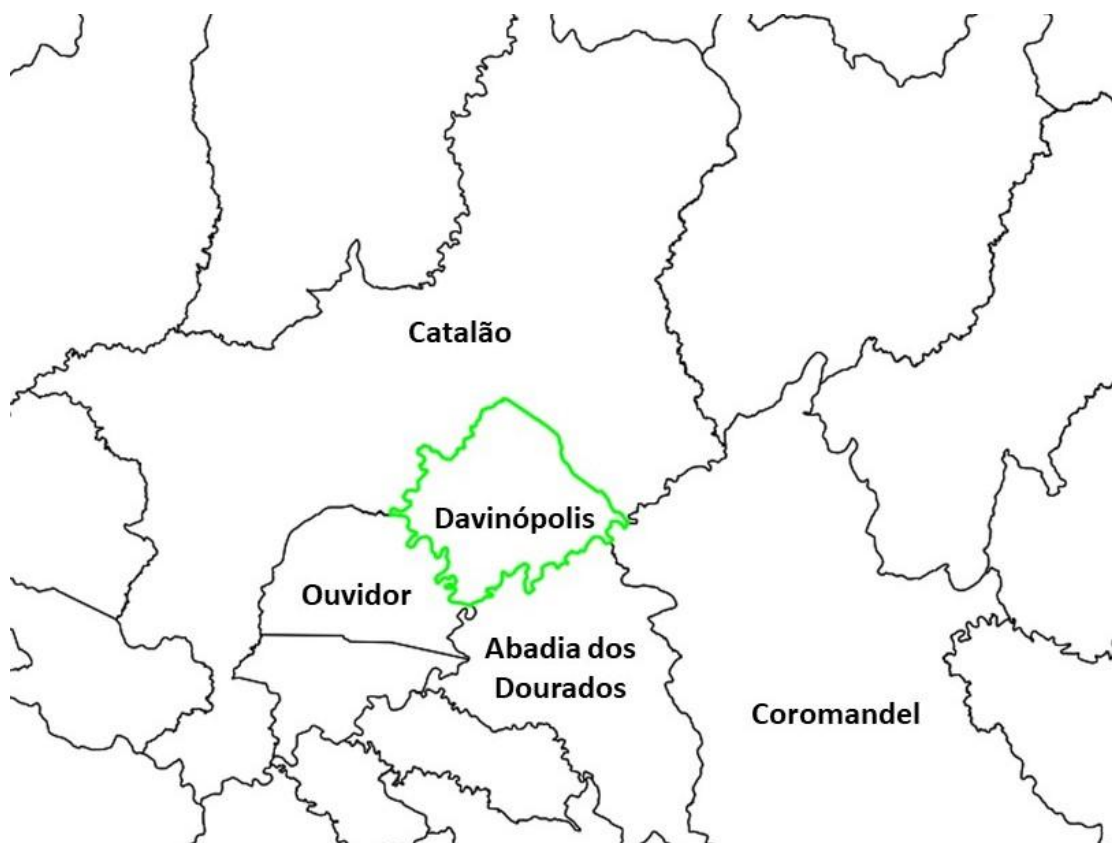 Catalão
Davinópolis
Ouvidor
Abadia dos
Dourados
Coromandel